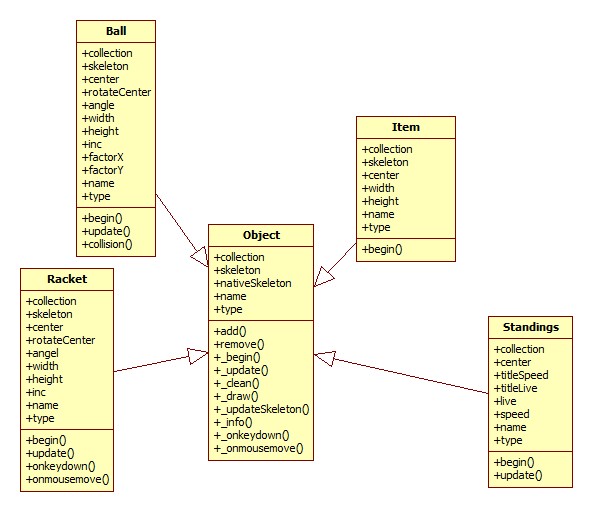 Ball
+collection
+skeleton
+center
+rotateCenter
+angle
+width
+height
+inc
+factorX
+factorY
+name
+type
+begin()
+update()
+collision()
Item
+collection
+skeleton
+center
+width
+height
+name
+type
+begin()
Object
+collection
+skeleton
+nativeSkeleton
+name
+type
+add()
+remove()
+_begin()
+_update()
+_clean()
+_draw()
+_updateSkeleton()
+_info()
+_onkeydown()
+_onmousemove()
Racket
+collection
+skeleton
+center
+rotateCenter
+angel
+width
+height
+inc
+name
+type
+begin()
+update()
+onkeydown()
+onmousemove()
Standings
+collection
+center
+titleSpeed
+titleLive
+live
+speed
+name
+type
+begin()
+update()